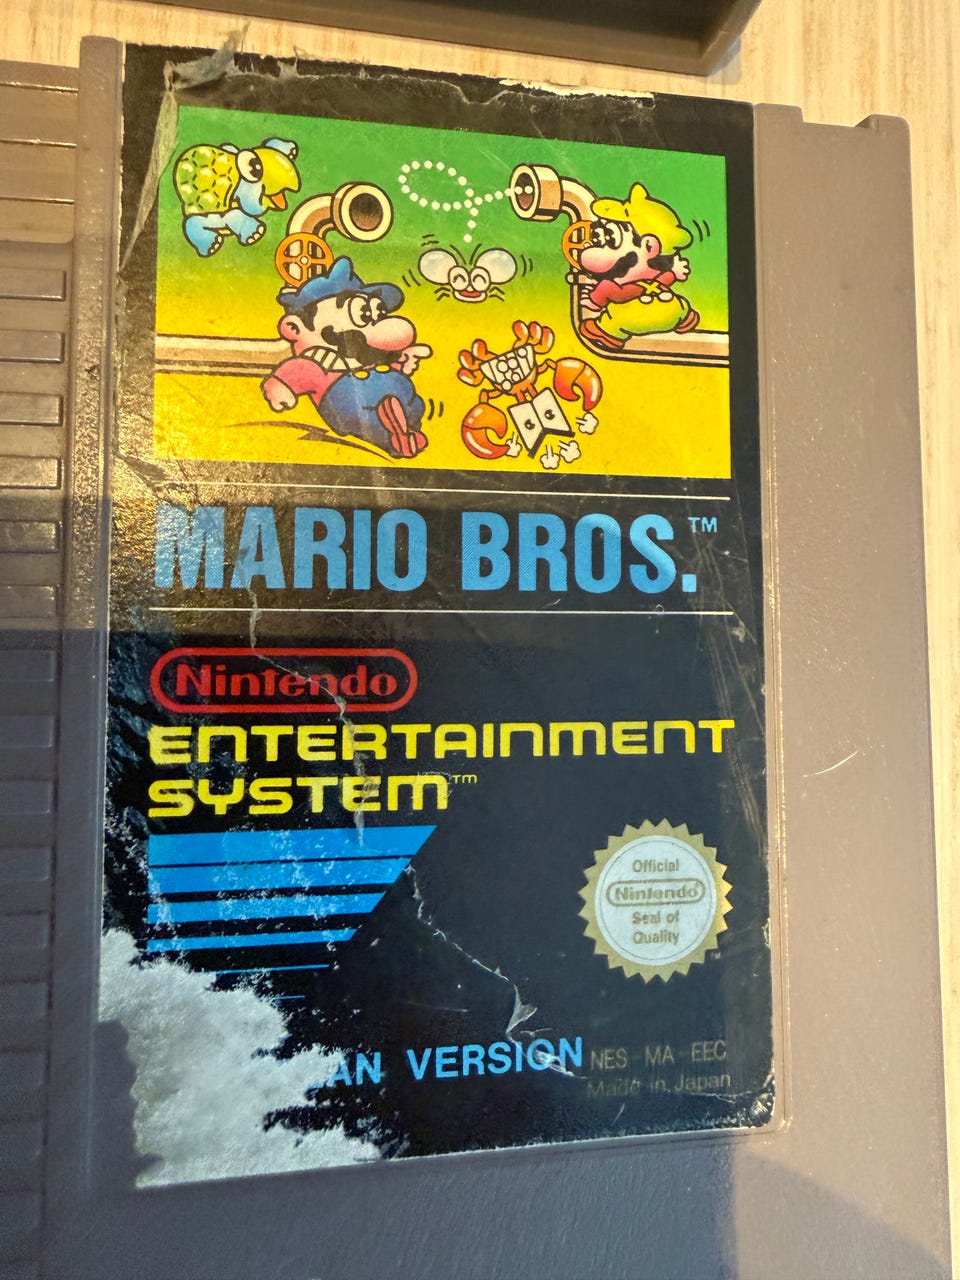 MARIO BROS.™
Nintendo
ENTERTAINMENT
SYSTEM™
Official
Nintendo
Seal of
Quality
™
AN VERSION
NES MA EEC
Made in Japan